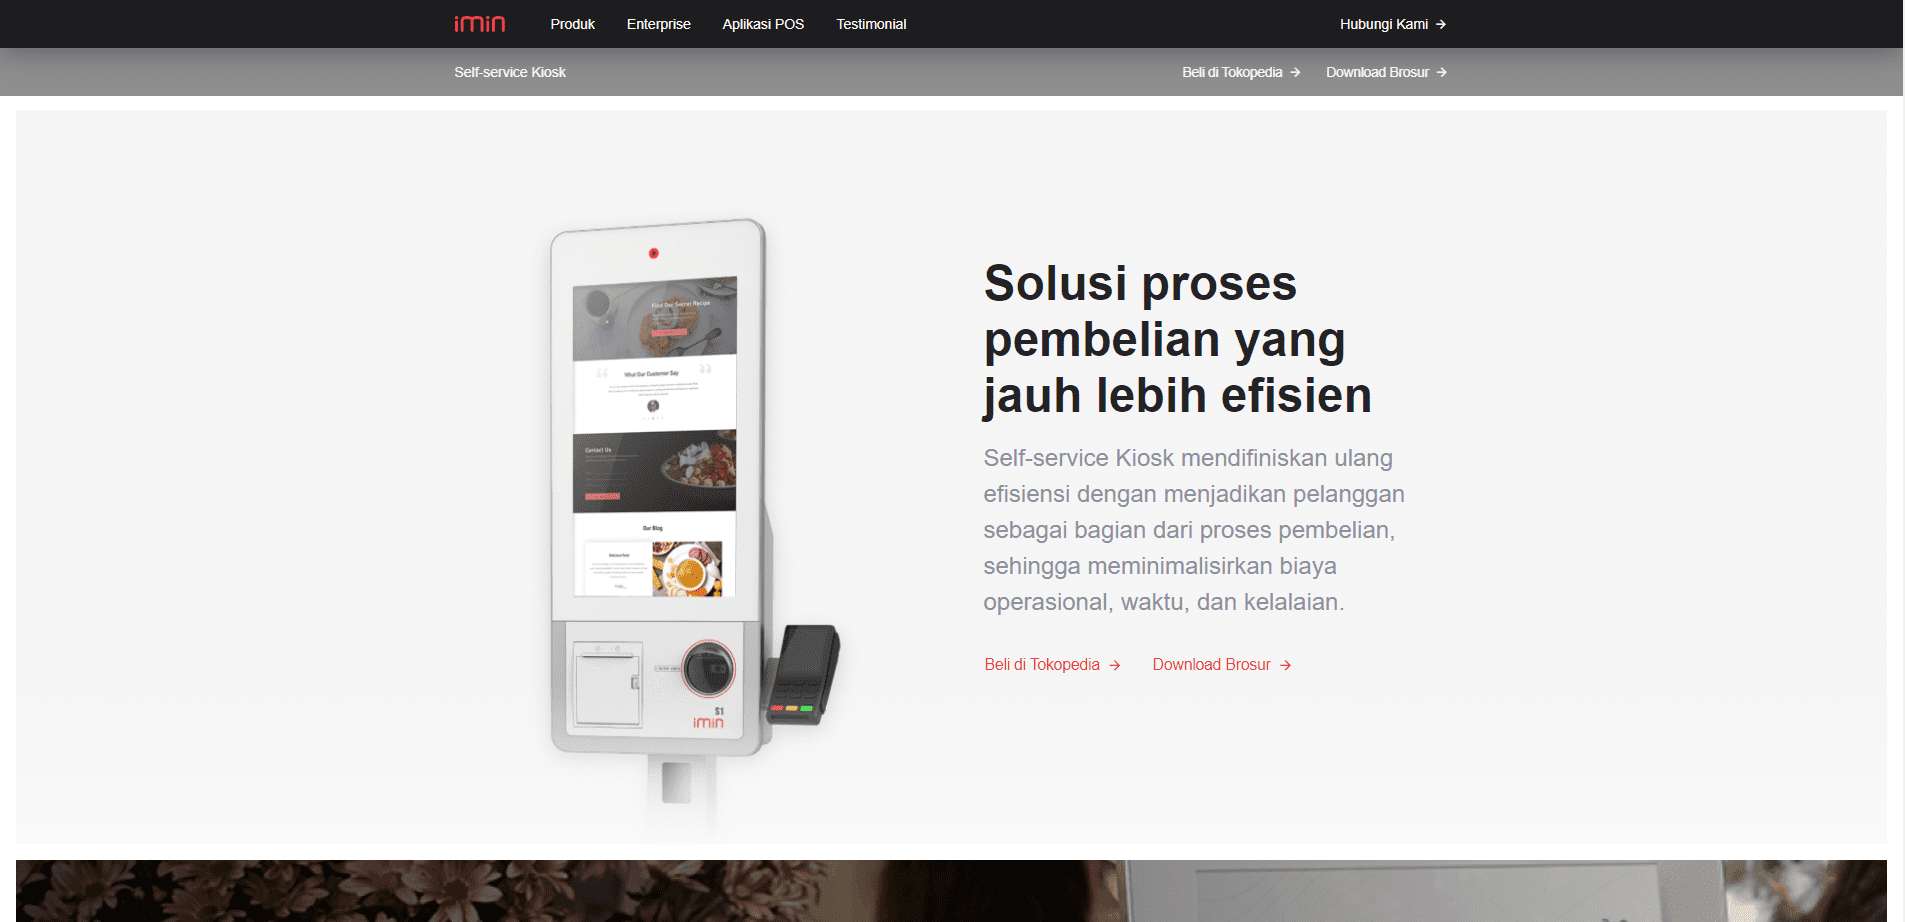 imin
Produk
Enterprise
Aplikasi POS
Testimonial
Hubungi Kami →
Self-service Kiosk
Beli di Tokopedia →
Download Brosur →
Find Our Secret Recipe
What Our Customer Say
Contact Us
Our Blog
S1
imin
Solusi proses
pembelian yang
jauh lebih efisien
Self-service Kiosk mendifiniskan ulang
efisiensi dengan menjadikan pelanggan
sebagai bagian dari proses pembelian,
sehingga meminimalisirkan biaya
operasional, waktu, dan kelalaian.
Beli di Tokopedia →
Download Brosur →